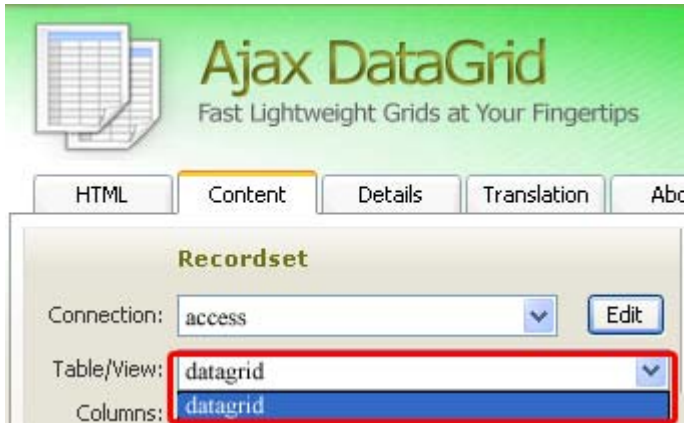 Ajax DataGrid
Fast Lightweight Grids at Your Fingertips
HTML Content Details Translation
Recordset
Connection: access Edit
Table/View: datagrid
Columns: datagrid